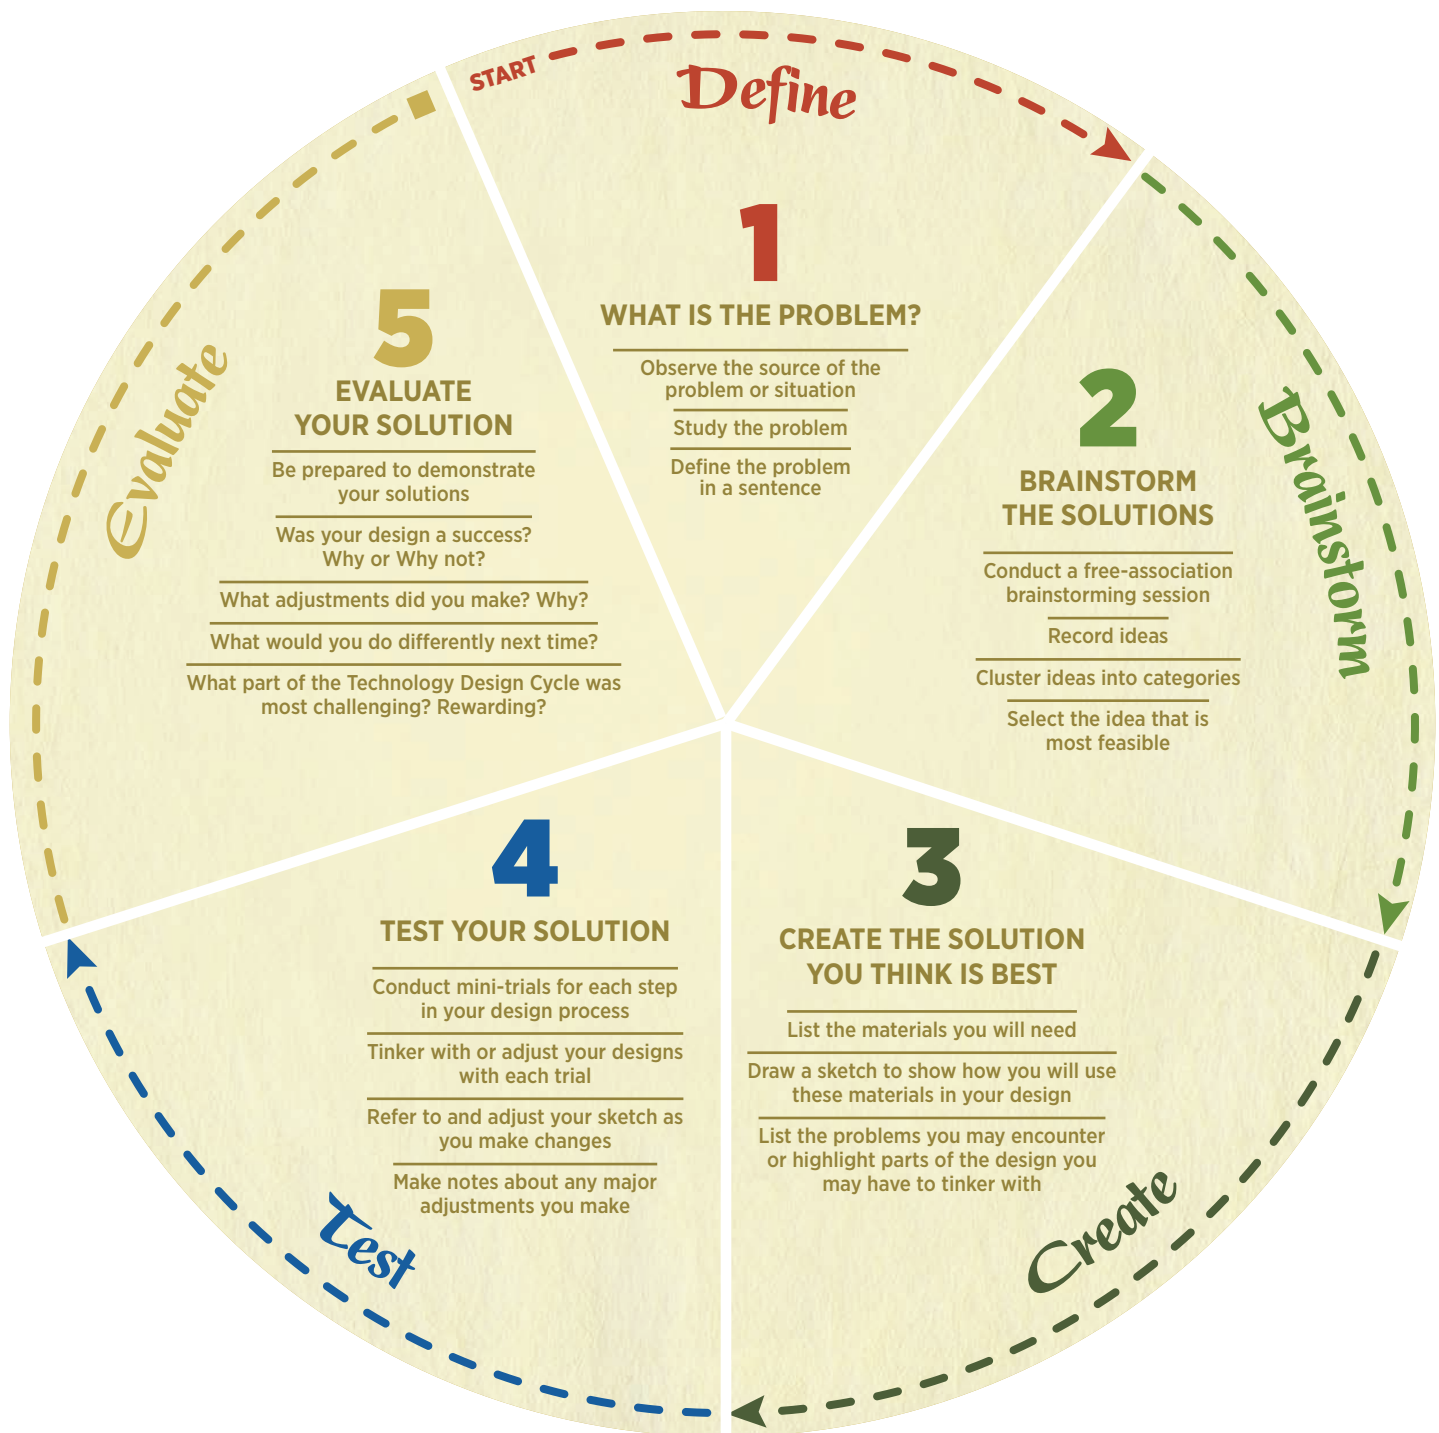 START
Define
1
WHAT IS THE PROBLEM?
Observe the source of the
problem or situation
Study the problem
Define the problem
in a sentence
Brainstorm
2
BRAINSTORM
THE SOLUTIONS
Conduct a free-association
brainstorming session
Record ideas
Cluster ideas into categories
Select the idea that is
most feasible
3
CREATE THE SOLUTION
YOU THINK IS BEST
List the materials you will need
Draw a sketch to show how you will use
these materials in your design
List the problems you may encounter
or highlight parts of the design you
may have to tinker with
Create
4
TEST YOUR SOLUTION
Conduct mini-trials for each step
in your design process
Tinker with or adjust your designs
with each trial
Refer to and adjust your sketch as
you make changes
Make notes about any major
adjustments you make
Test
Evaluate
5
EVALUATE
YOUR SOLUTION
Be prepared to demonstrate
your solutions
Was your design a success?
Why or Why not?
What adjustments did you make? Why?
What would you do differently next time?
What part of the Technology Design Cycle was
most challenging? Rewarding?